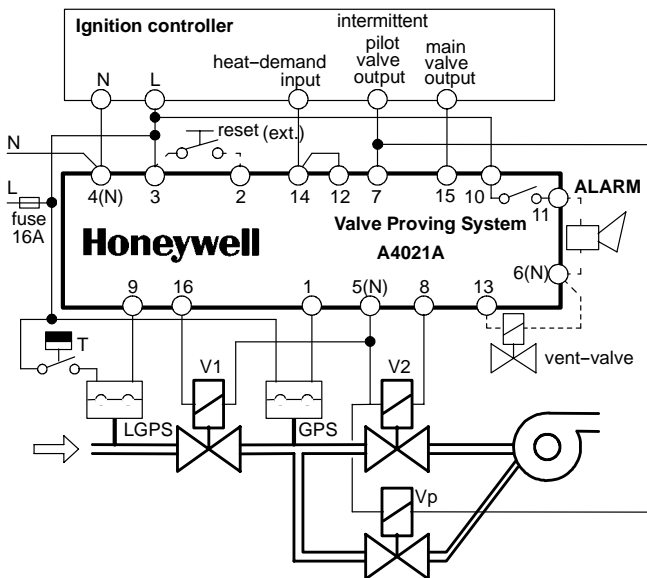 Ignition controller
intermittent
N
L
heat–demand
input
pilot
valve
output
main
valve
output
reset (ext.)
N
L
fuse
16A
4(N)
3
2
14
12
7
15
10
11
ALARM
Honeywell
Valve Proving System
A4021A
6(N)
9
16
1
5(N)
8
13
T
V1
V2
vent–valve
LGPS
GPS
Vp